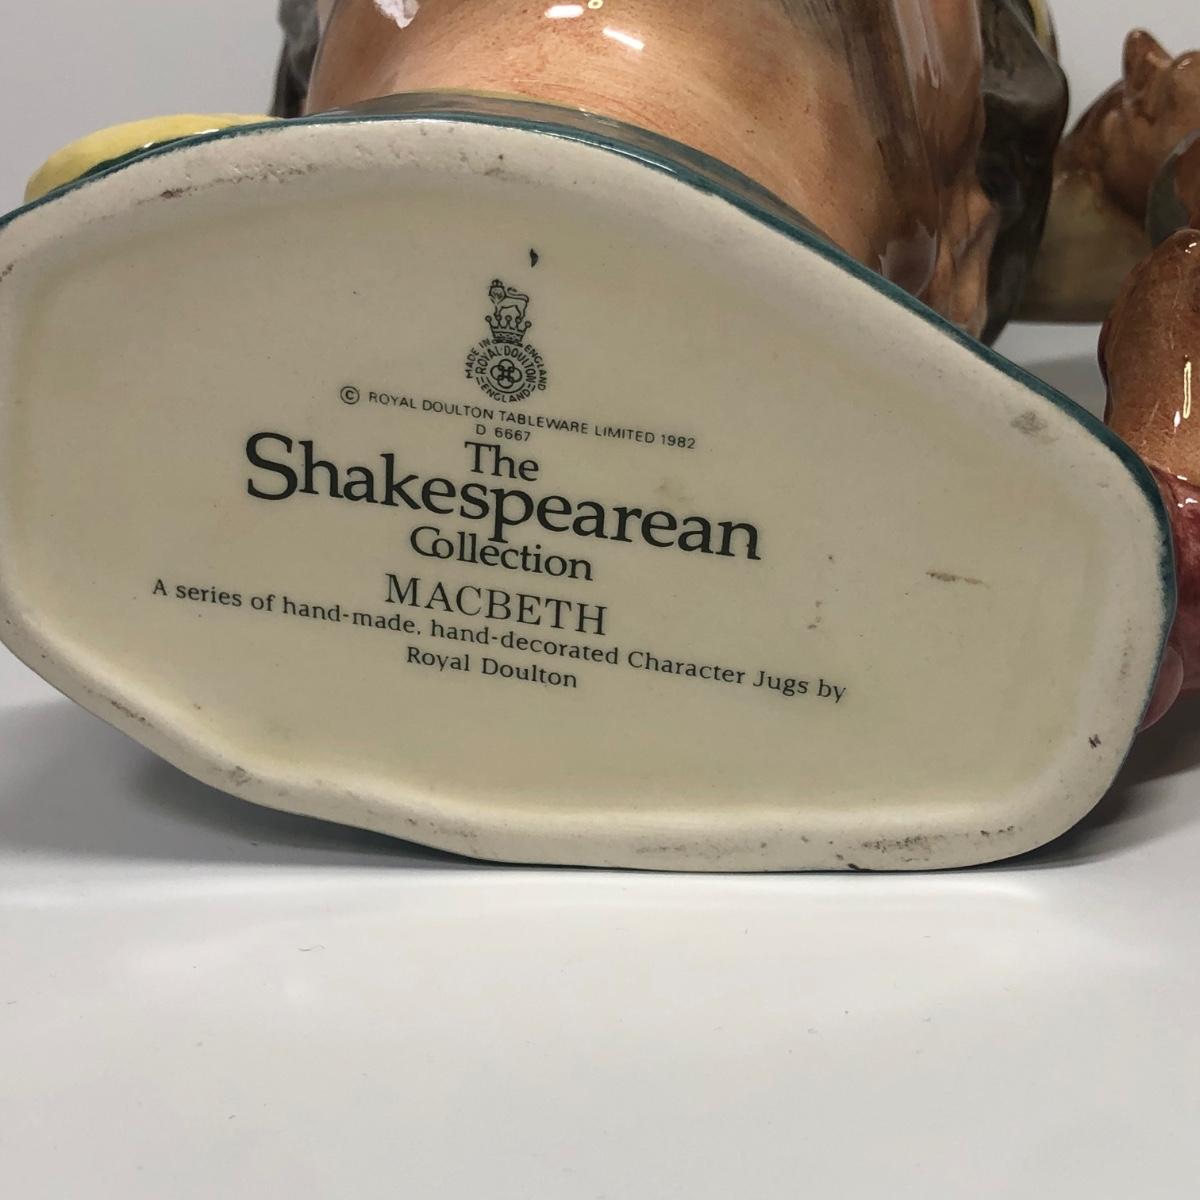 MADE IN ENGLAND
ROYAL DOULTON
ENGLAND
© ROYAL DOULTON TABLEWARE LIMITED 1982
D 6667
The
Shakespearean
Collection
MACBETH
A series of hand-made, hand-decorated Character Jugs by
Royal Doulton